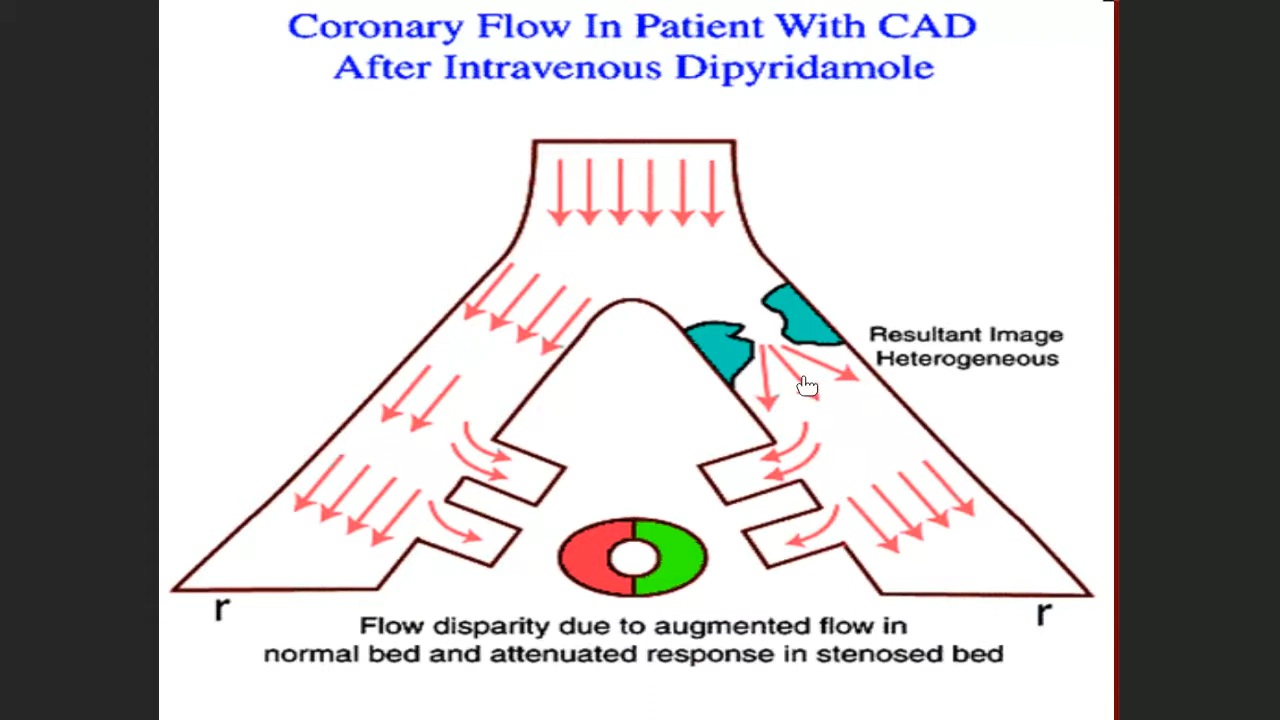 Coronary Flow In Patient With CAD
After Intravenous Dipyridamole
Resultant Image
Heterogeneous
r
r
Flow disparity due to augmented flow in
normal bed and attenuated response in stenosed bed